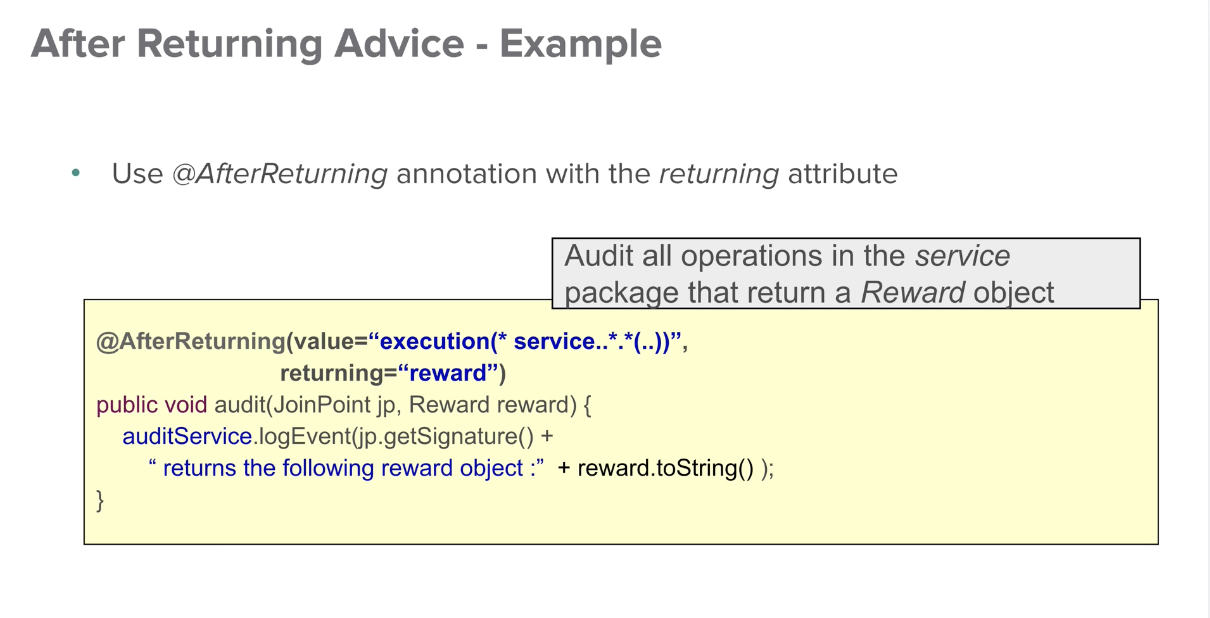 After Returning Advice - Example
• Use @AfterReturning annotation with the returning attribute
Audit all operations in the service
package that return a Reward object
@AfterReturning(value=“execution(* service..*.*(..))”,
returning=“reward”)
public void audit(JoinPoint jp, Reward reward) {
auditService.logEvent(jp.getSignature() +
“ returns the following reward object :” + reward.toString() );
}